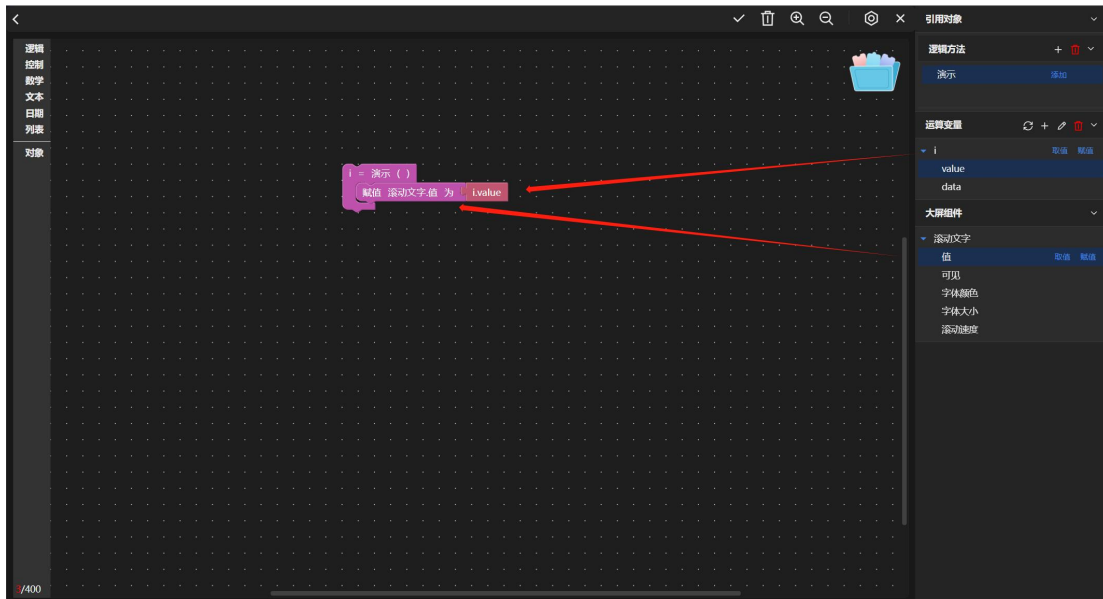 引用对象
逻辑
控制
数学
文本
日期
列表
对象
i = 演示 ( )
赋值 滚动文字.值 为 i.value
逻辑方法
演示 添加
运算变量
i 取值 赋值
value
data
大屏组件
滚动文字
值 取值 赋值
可见
字体颜色
字体大小
滚动速度
3/400